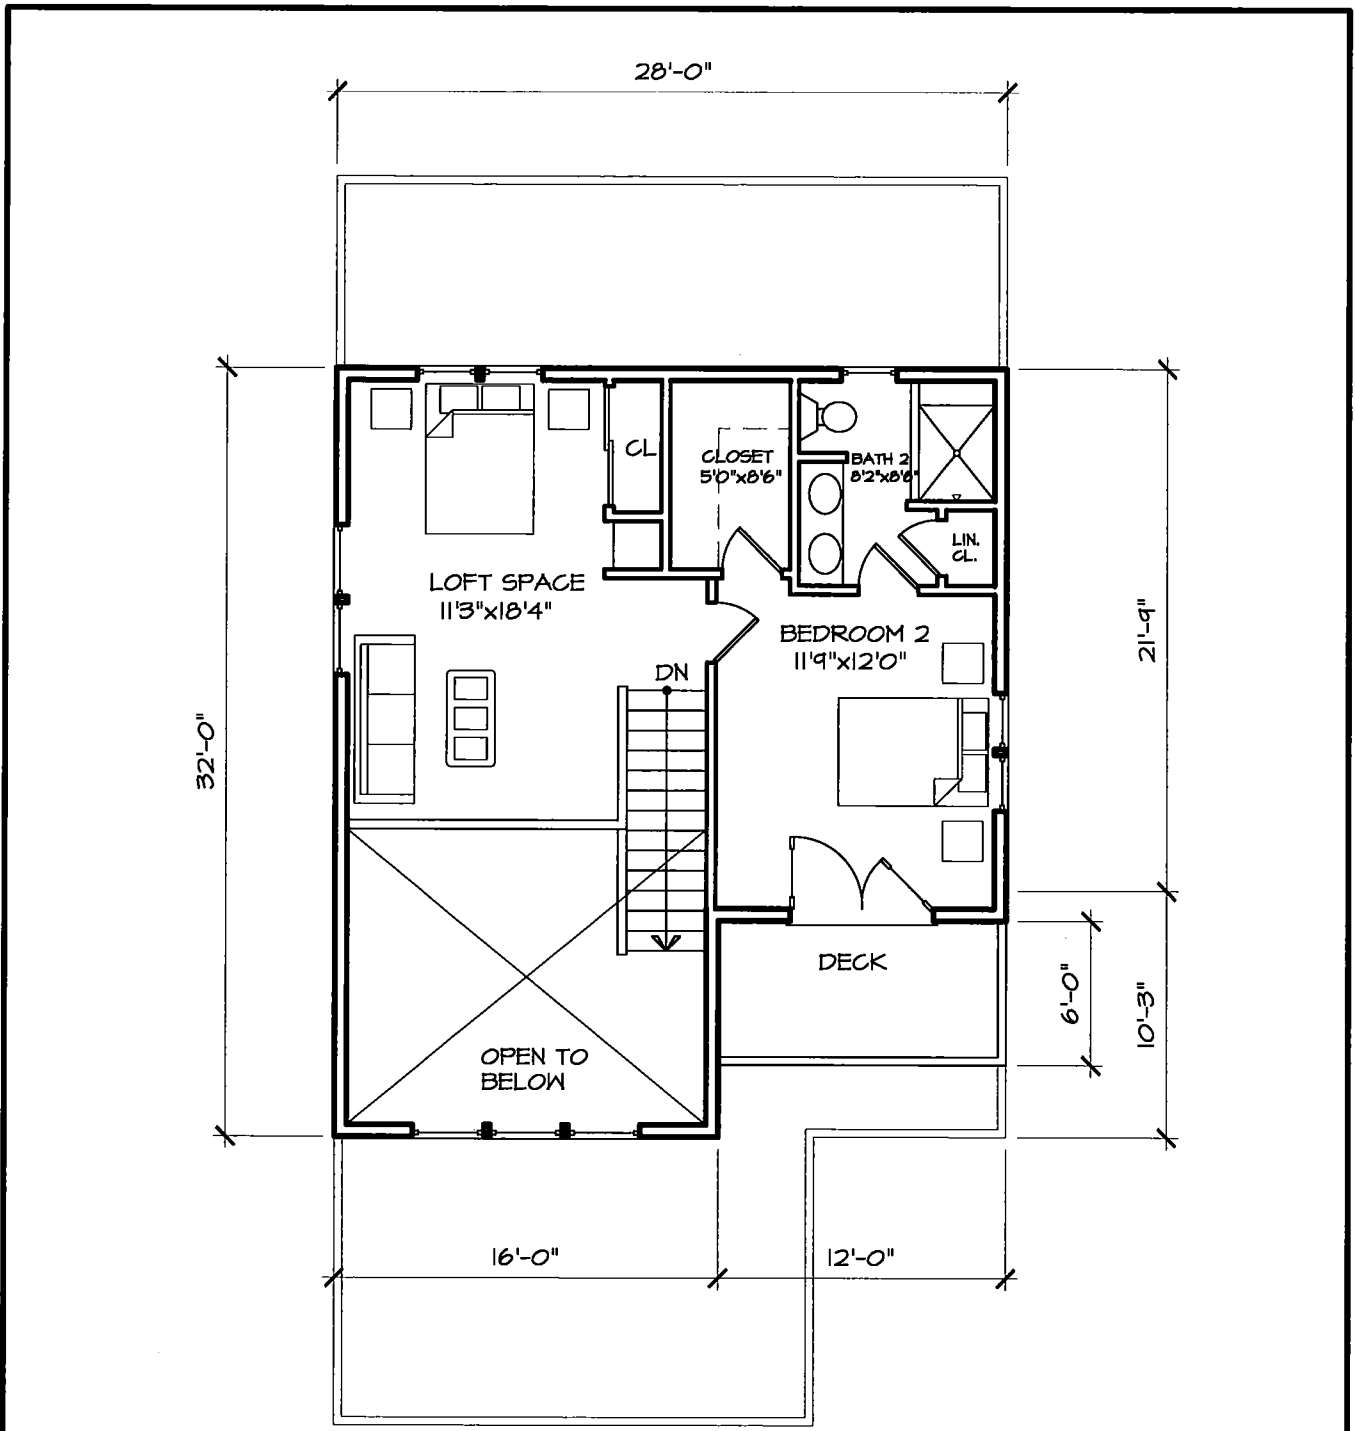 28'-0"
CL
CLOSET
5'0"x8'6"
BATH 2
8'2"x8'6"
LIN.
CL.
LOFT SPACE
11'3"x18'4"
BEDROOM 2
11'9"x12'0"
21'-9"
DN
32'-0"
DECK
6'-0"
10'-3"
OPEN TO
BELOW
16'-0"
12'-0"